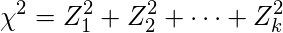 χ² = Z₁² + Z₂² + ⋯ + Zₖ²